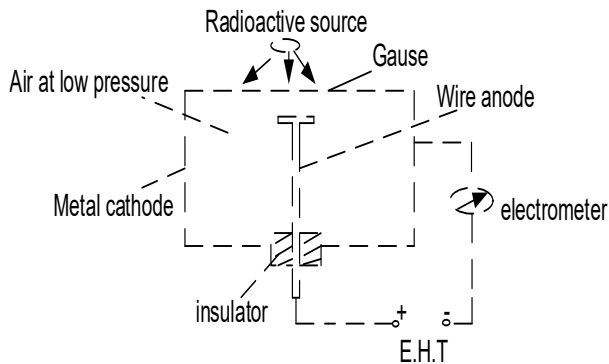 Radioactive source
Gause
Air at low pressure
Wire anode
Metal cathode
electrometer
insulator
+ -
E.H.T